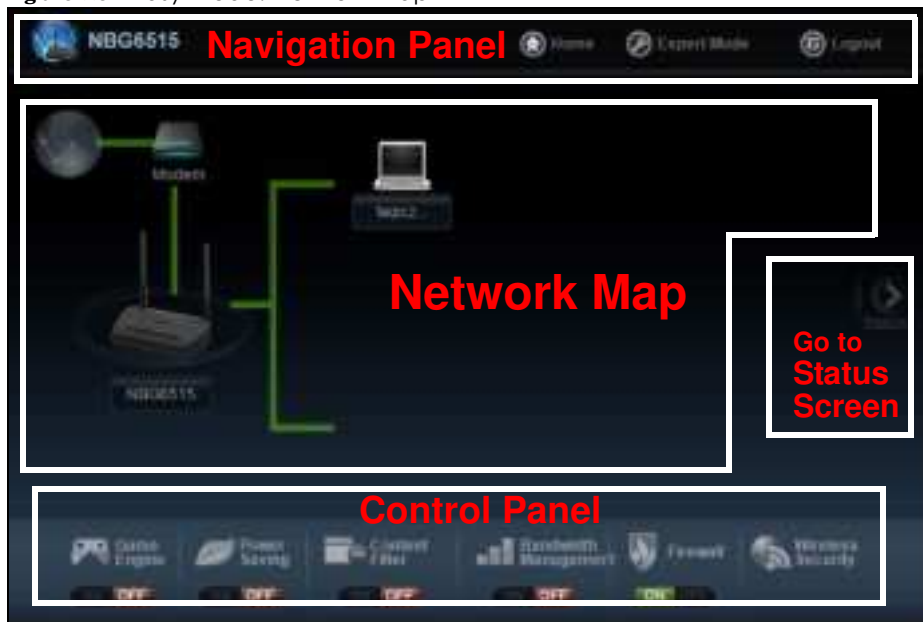 NBG6515 Navigation Panel Home Expert Mode Logout
Modem
Network Map
NBG6515
Go to
Status
Screen
Control Panel
Game Engine
Power Saving
Content Filter
Bandwidth Management
Firewall
Wireless Security
OFF OFF OFF OFF ON